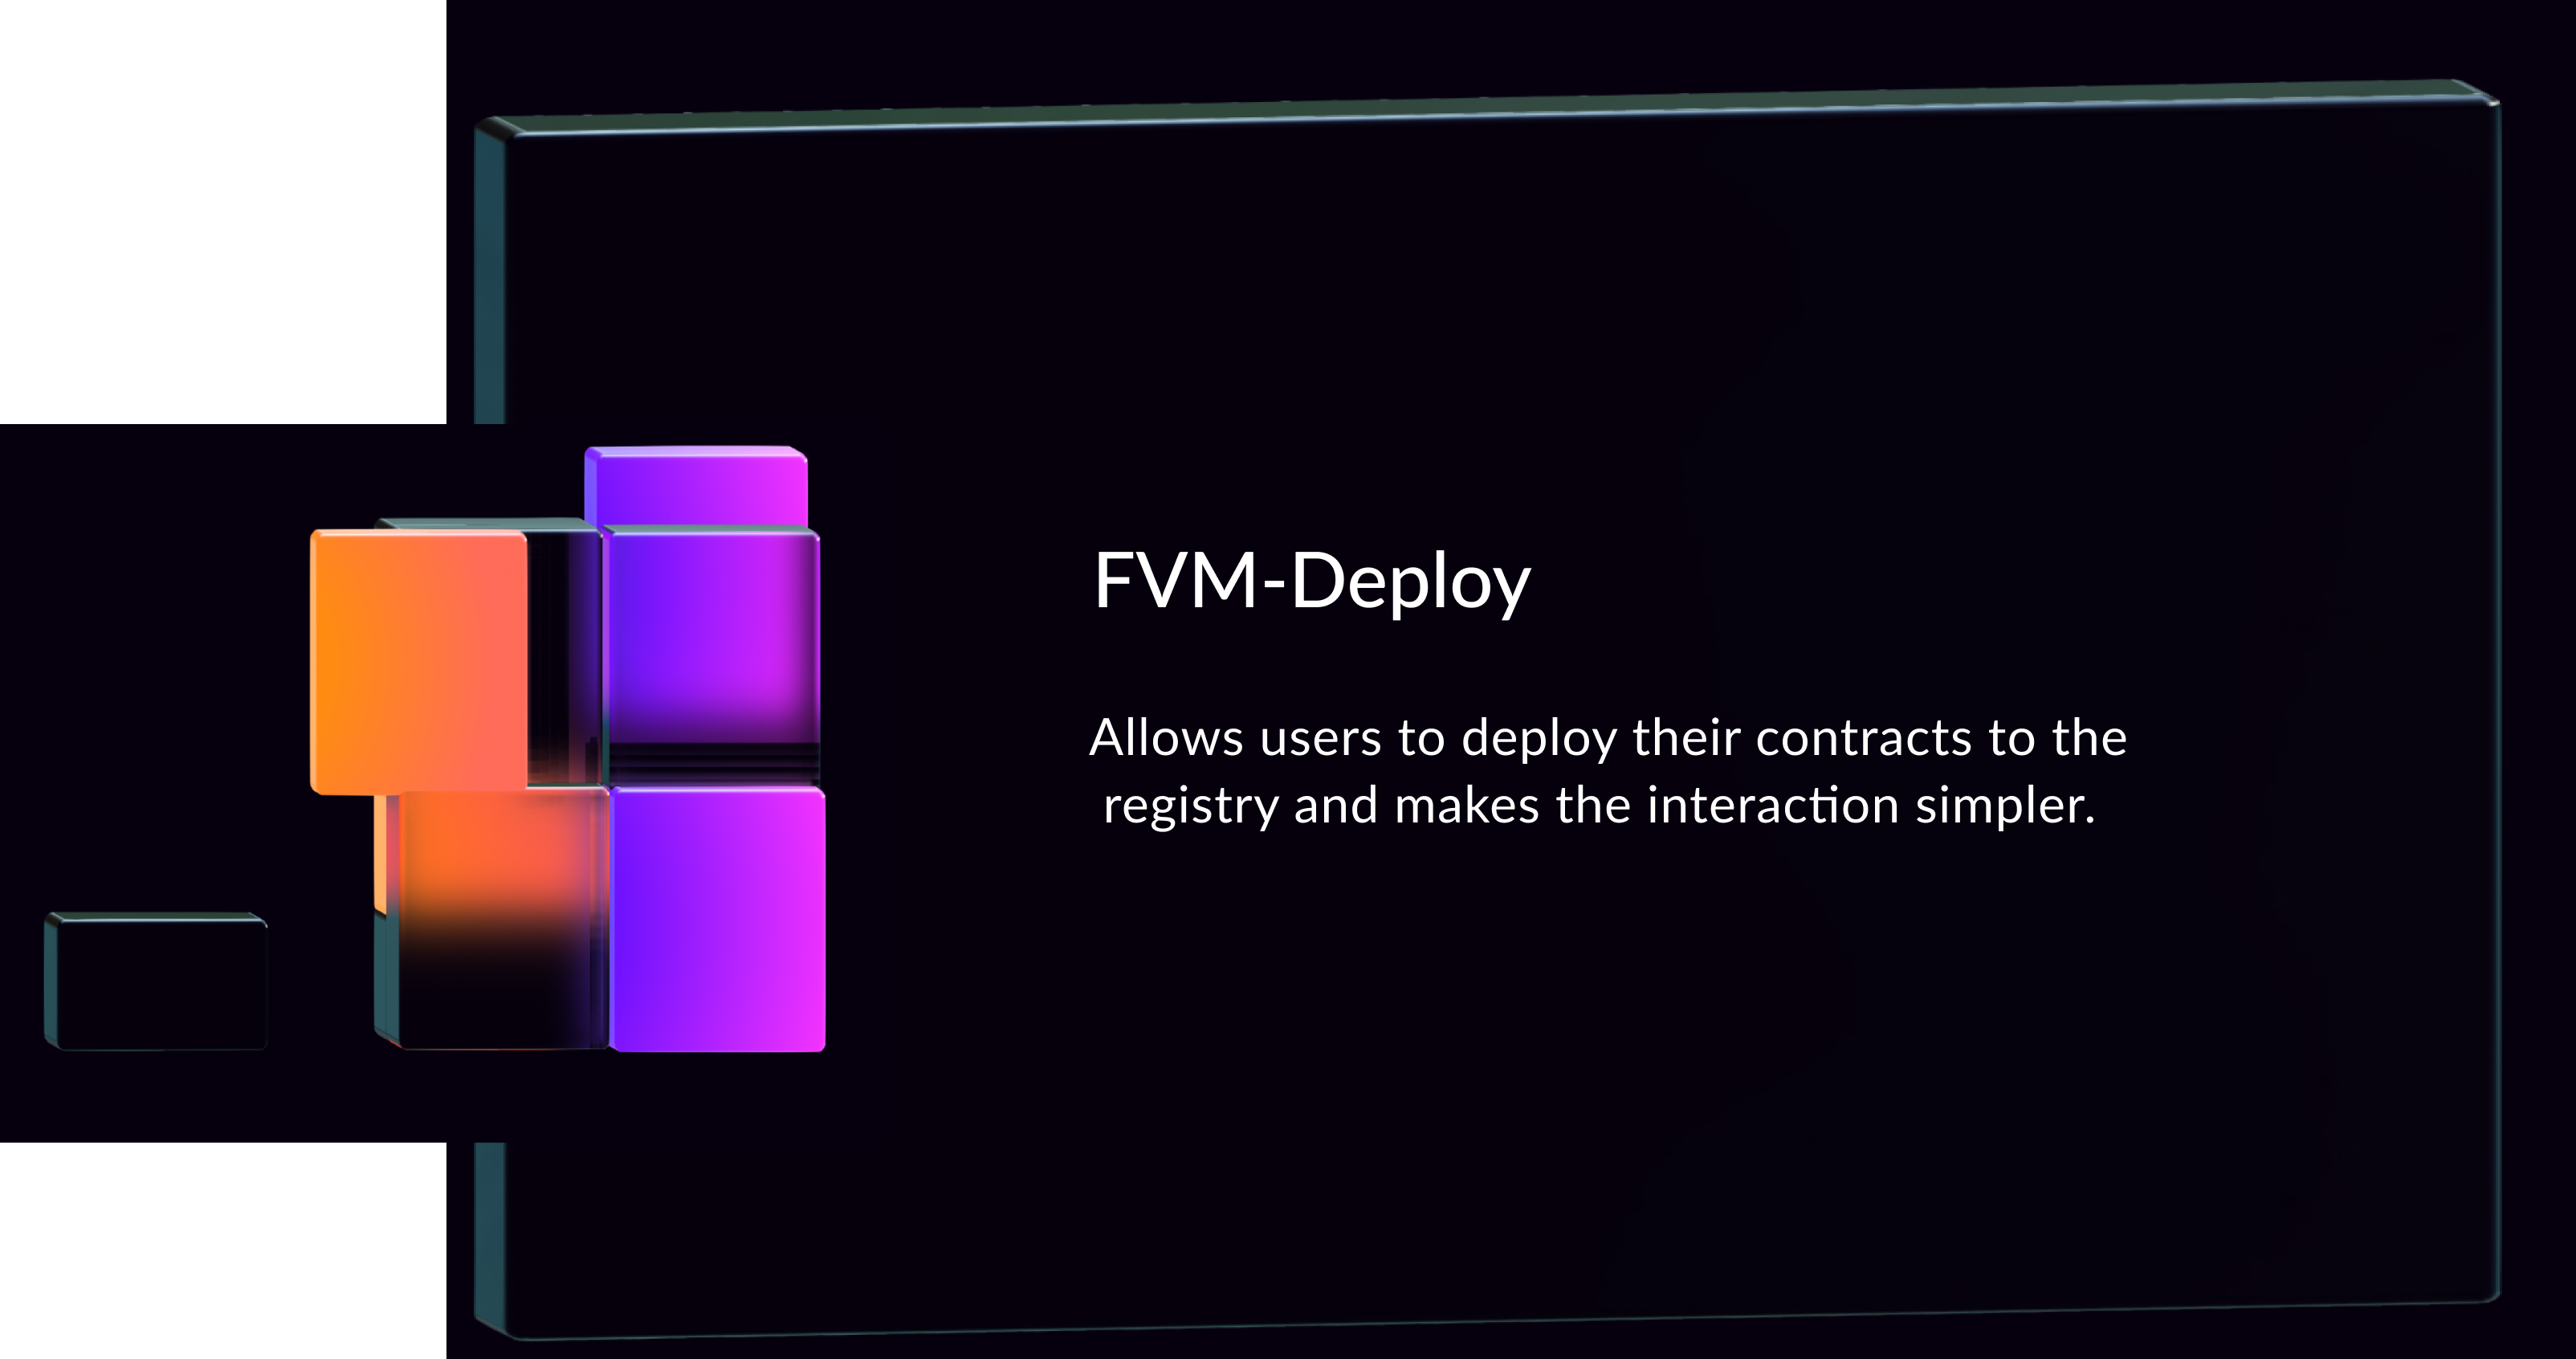 FVM-Deploy
Allows users to deploy their contracts to the
registry and makes the interaction simpler.